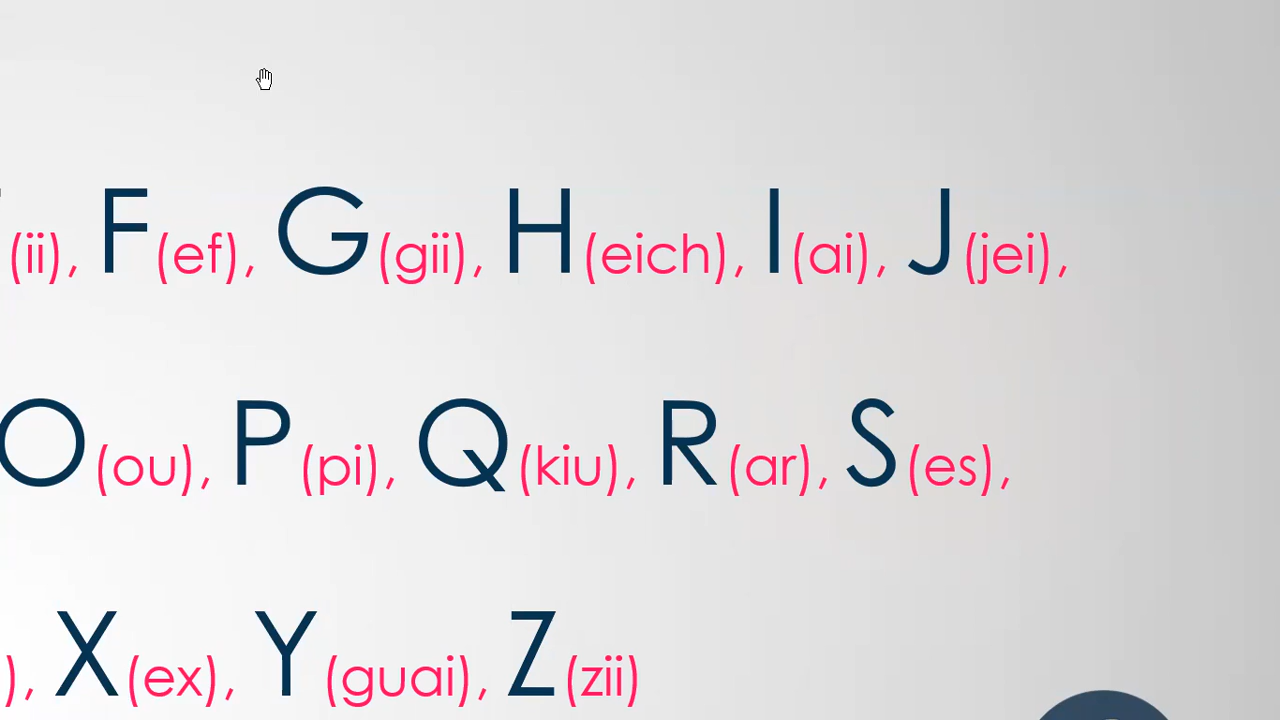 (ii), F(ef), G(gii), H(eich), I(ai), J(jei),
O(ou), P(pi), Q(kiu), R(ar), S(es),
), X(ex), Y(guai), Z(zii)